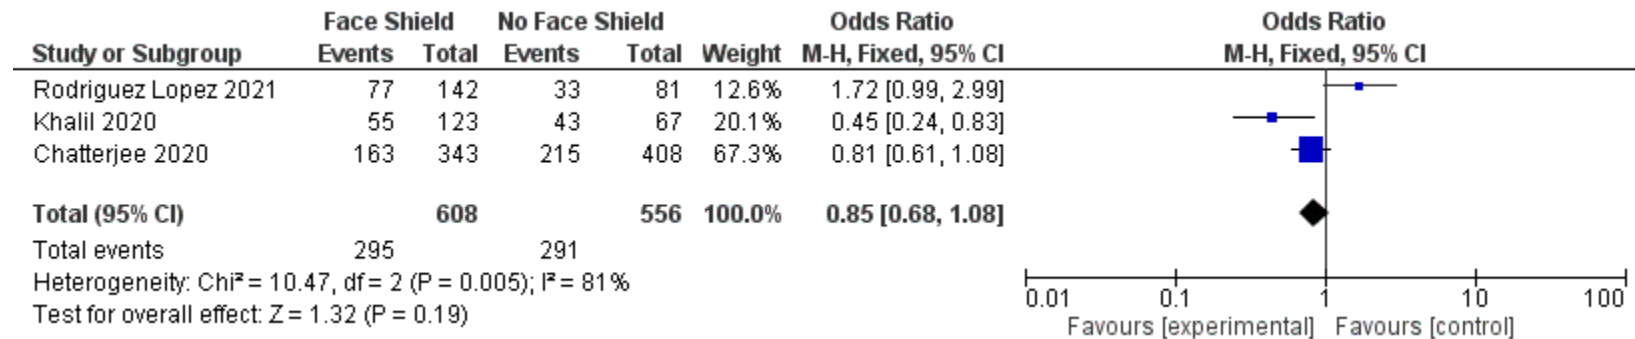 Face Shield No Face Shield Odds Ratio Odds Ratio
Study or Subgroup Events Total Events Total Weight M-H, Fixed, 95% CI M-H, Fixed, 95% CI
Rodriguez Lopez 2021 77 142 33 81 12.6% 1.72 [0.99, 2.99]
Khalil 2020 55 123 43 67 20.1% 0.45 [0.24, 0.83]
Chatterjee 2020 163 343 215 408 67.3% 0.81 [0.61, 1.08]
Total (95% CI) 608 556 100.0% 0.85 [0.68, 1.08]
Total events 295 291
Heterogeneity: Chi² = 10.47, df = 2 (P = 0.005); I² = 81%
Test for overall effect: Z = 1.32 (P = 0.19)
0.01 0.1 1 10 100
Favours [experimental] Favours [control]